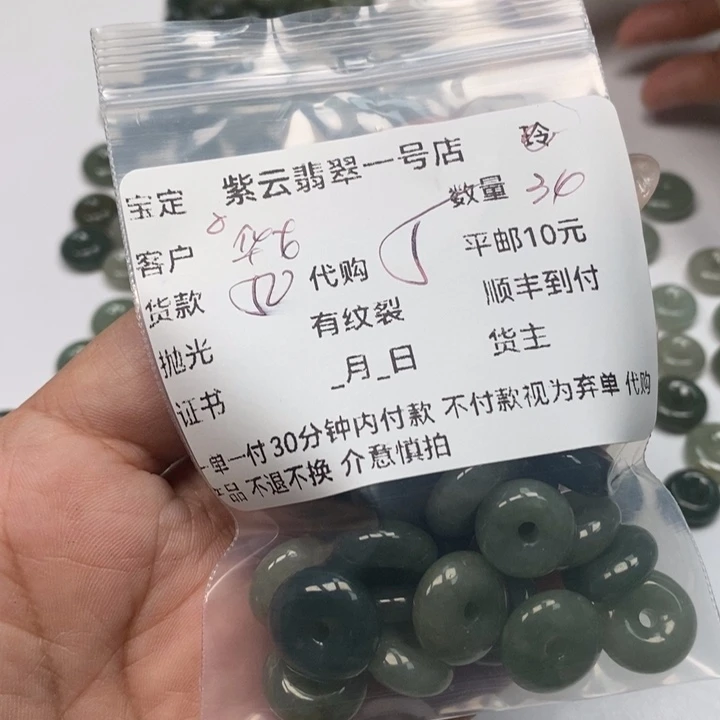 玲
宝定 紫云翡翠一号店
客户 数量 30
货款 代购 平邮10元
抛光 有纹裂 顺丰到付
证书 _月_日 货主
一单一付30分钟内付款 不付款视为弃单 代购
产品 不退不换 介意慎拍